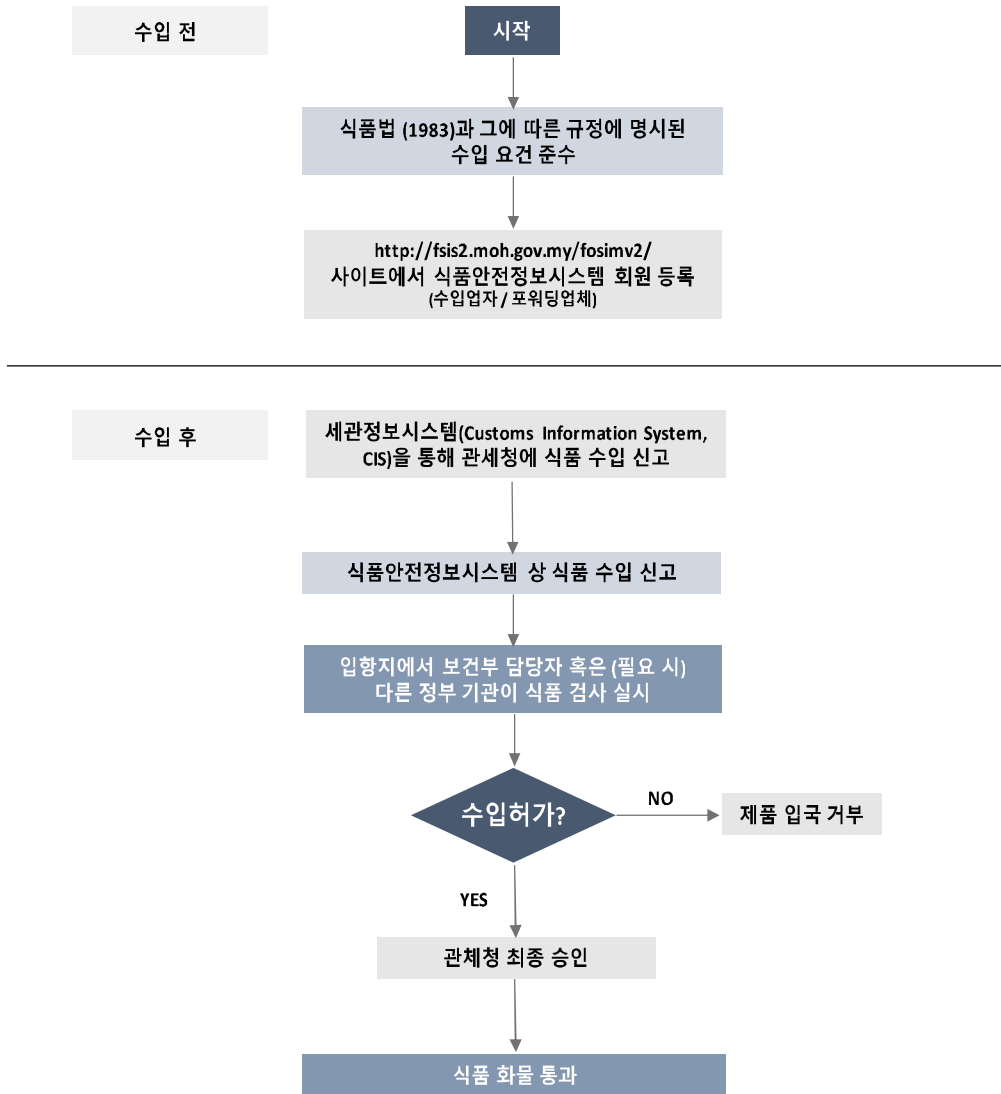 수입 전
시작
식품법 (1983)과 그에 따른 규정에 명시된
수입 요건 준수
http://fsis2.moh.gov.my/fosimv2/
사이트에서 식품안전정보시스템 회원 등록
(수입업자 / 포워딩업체)
수입 후
세관정보시스템(Customs Information System,
CIS)을 통해 관세청에 식품 수입 신고
식품안전정보시스템 상 식품 수입 신고
입항지에서 보건부 담당자 혹은 (필요 시)
다른 정부 기관이 식품 검사 실시
수입허가?
NO
제품 입국 거부
YES
관체청 최종 승인
식품 화물 통과